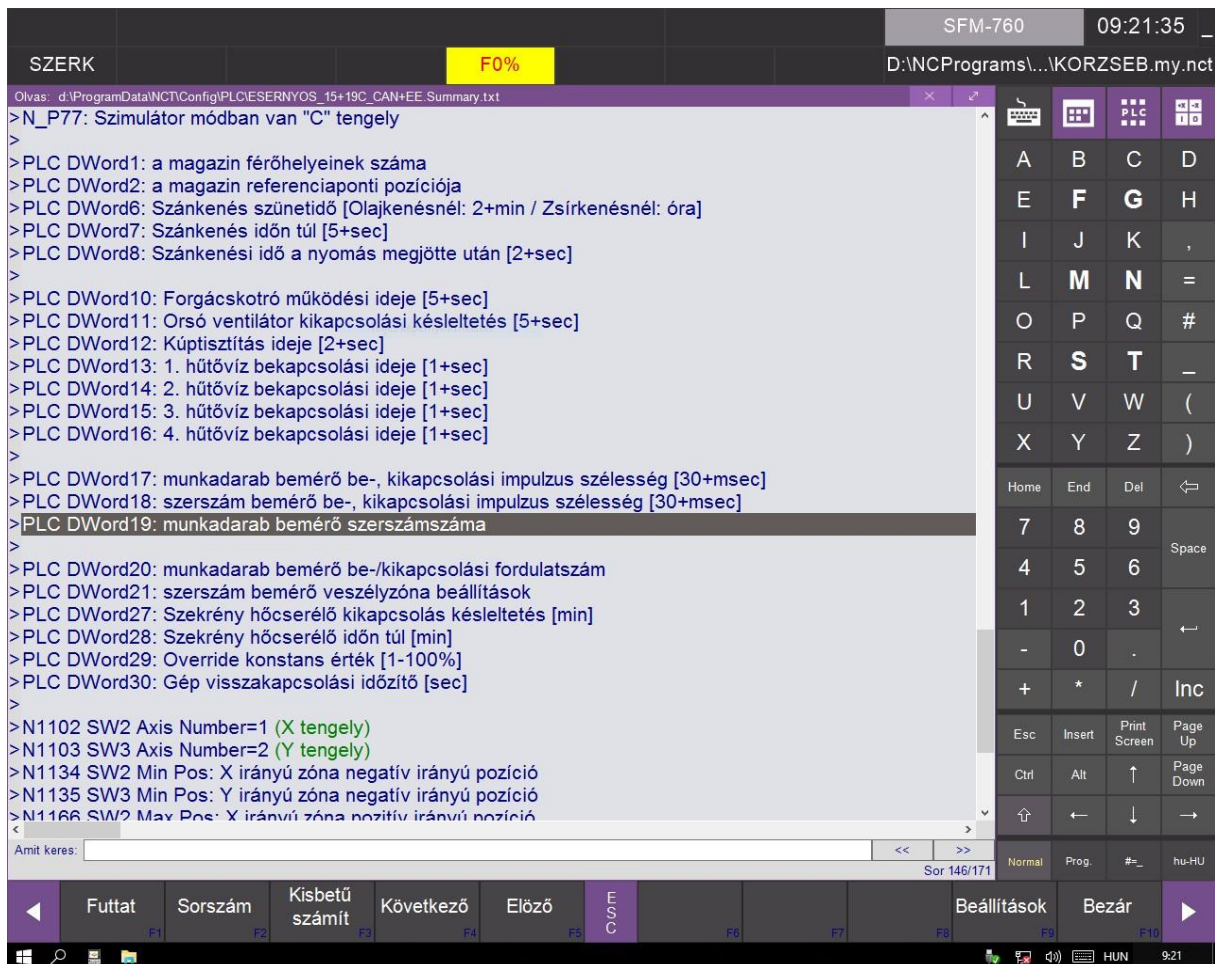 SFM-760 09:21:35 _
SZERK F0% D:\NCPrograms\...\KORZSEB.my.nct
Olvas: d:\ProgramData\NCT\Config\PLC\ESERNYOS_15+19C_CAN+EE.Summary.txt
>N_P77: Szimulátor módban van "C" tengely
>
>PLC DWord1: a magazin férőhelyeinek száma
>PLC DWord2: a magazin referenciaponti pozíciója
>PLC DWord6: Szánkenés szünetidő [Olajkenésnél: 2+min / Zsírkenésnél: óra]
>PLC DWord7: Szánkenés időn túl [5+sec]
>PLC DWord8: Szánkenési idő a nyomás megjötte után [2+sec]
>
>PLC DWord10: Forgácskotró működési ideje [5+sec]
>PLC DWord11: Orsó ventilátor kikapcsolási késleltetés [5+sec]
>PLC DWord12: Kúptisztítás ideje [2+sec]
>PLC DWord13: 1. hűtővíz bekapcsolási ideje [1+sec]
>PLC DWord14: 2. hűtővíz bekapcsolási ideje [1+sec]
>PLC DWord15: 3. hűtővíz bekapcsolási ideje [1+sec]
>PLC DWord16: 4. hűtővíz bekapcsolási ideje [1+sec]
>
>PLC DWord17: munkadarab bemérő be-, kikapcsolási impulzus szélesség [30+msec]
>PLC DWord18: szerszám bemérő be-, kikapcsolási impulzus szélesség [30+msec]
>PLC DWord19: munkadarab bemérő szerszámszáma
>
>PLC DWord20: munkadarab bemérő be-/kikapcsolási fordulatszám
>PLC DWord21: szerszám bemérő veszélyzóna beállítások
>PLC DWord27: Szekrény hőcserélő kikapcsolás késleltetés [min]
>PLC DWord28: Szekrény hőcserélő időn túl [min]
>PLC DWord29: Override konstans érték [1-100%]
>PLC DWord30: Gép visszakapcsolási időzítő [sec]
>
>N1102 SW2 Axis Number=1 (X tengely)
>N1103 SW3 Axis Number=2 (Y tengely)
>N1134 SW2 Min Pos: X irányú zóna negatív irányú pozíció
>N1135 SW3 Min Pos: Y irányú zóna negatív irányú pozíció
>N1166 SW2 Max Pos: X irányú zóna pozitív irányú pozíció
Amit keres: << >>
Sor 146/171
PLC
A B C D
E F G H
I J K ,
L M N =
O P Q #
R S T _
U V W (
X Y Z )
Home End Del
7 8 9 Space
4 5 6
1 2 3
- 0 .
+ * / Inc
Esc Insert Print Screen Page Up
Ctrl Alt ↑ Page Down
⇧ ← ↓ →
Normal Prog. #=_ hu-HU
Futtat F1 Sorszám F2 Kisbetű számít F3 Következő F4 Elöző F5 ESC F6 F7 F8 Beállítások F9 Bezár F10
HUN 9:21